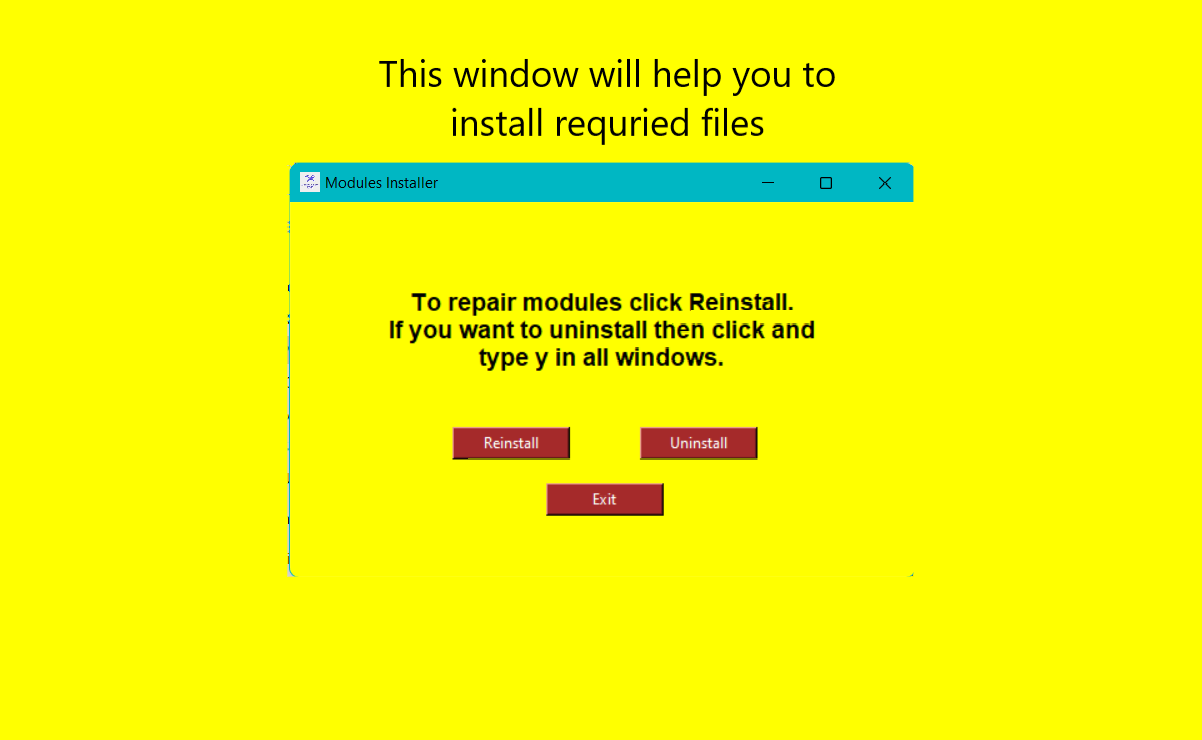 This window will help you to
install requried files
Modules Installer
To repair modules click Reinstall.
If you want to uninstall then click and
type y in all windows.
Reinstall
Uninstall
Exit